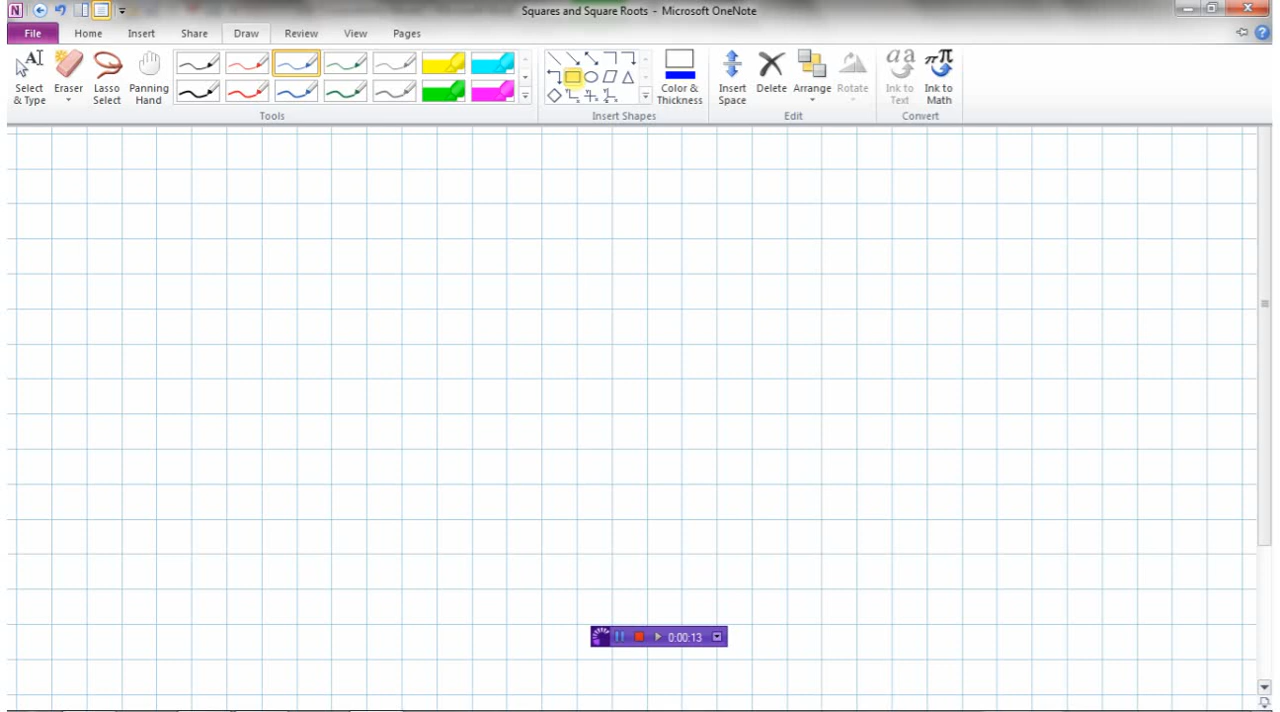 Squares and Square Roots - Microsoft OneNote
File Home Insert Share Draw Review View Pages
Select & Type
Eraser
Lasso Select
Panning Hand
Color & Thickness
Insert Space
Delete
Arrange
Rotate
Ink to Text
Ink to Math
Tools
Insert Shapes
Edit
Convert
0:00:13